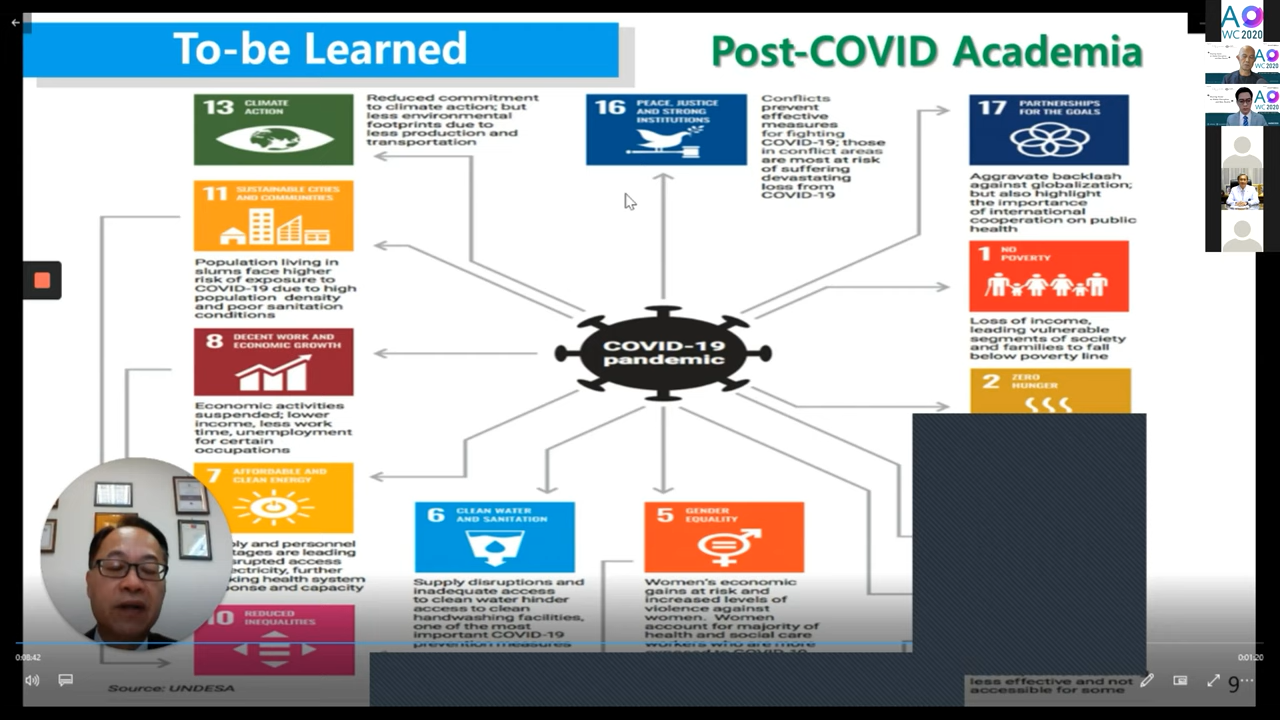 To-be Learned
Post-COVID Academia
13 CLIMATE
ACTION
Reduced commitment
to climate action; but
less environmental
footprints due to
less production and
transportation
16 PEACE, JUSTICE
AND STRONG
INSTITUTIONS
Conflicts
prevent
effective
measures
for fighting
COVID-19; those
in conflict areas
are most at risk
of suffering
devastating
loss from
COVID-19
17 PARTNERSHIPS
FOR THE GOALS
Aggravate backlash
against globalization;
but also highlight
the importance
of international
cooperation on public
health
11 SUSTAINABLE CITIES
AND COMMUNITIES
Population living in
slums face higher
risk of exposure to
COVID-19 due to high
population density
and poor sanitation
conditions
1 NO
POVERTY
Loss of income,
leading vulnerable
segments of society
and families to fall
below poverty line
COVID-19
pandemic
8 DECENT WORK AND
ECONOMIC GROWTH
Economic activities
suspended; lower
income, less work
time, unemployment
for certain
occupations
2 ZERO
HUNGER
7 AFFORDABLE AND
CLEAN ENERGY
and personnel
are leading
access
further
health system
and capacity
6 CLEAN WATER
AND SANITATION
Supply disruptions and
inadequate access
to clean water hinder
access to clean
handwashing facilities,
one of the most
important COVID-19
prevention measures
5 GENDER
EQUALITY
Women's economic
gains at risk and
increased levels of
violence against
women. Women
account for majority of
health and social care
workers who are more
10 REDUCED
INEQUALITIES
Source: UNDESA
less effective and not
accessible for some
0:00:42
0:01:20
9
AO
WC 2020
WC 2020
WC 2020